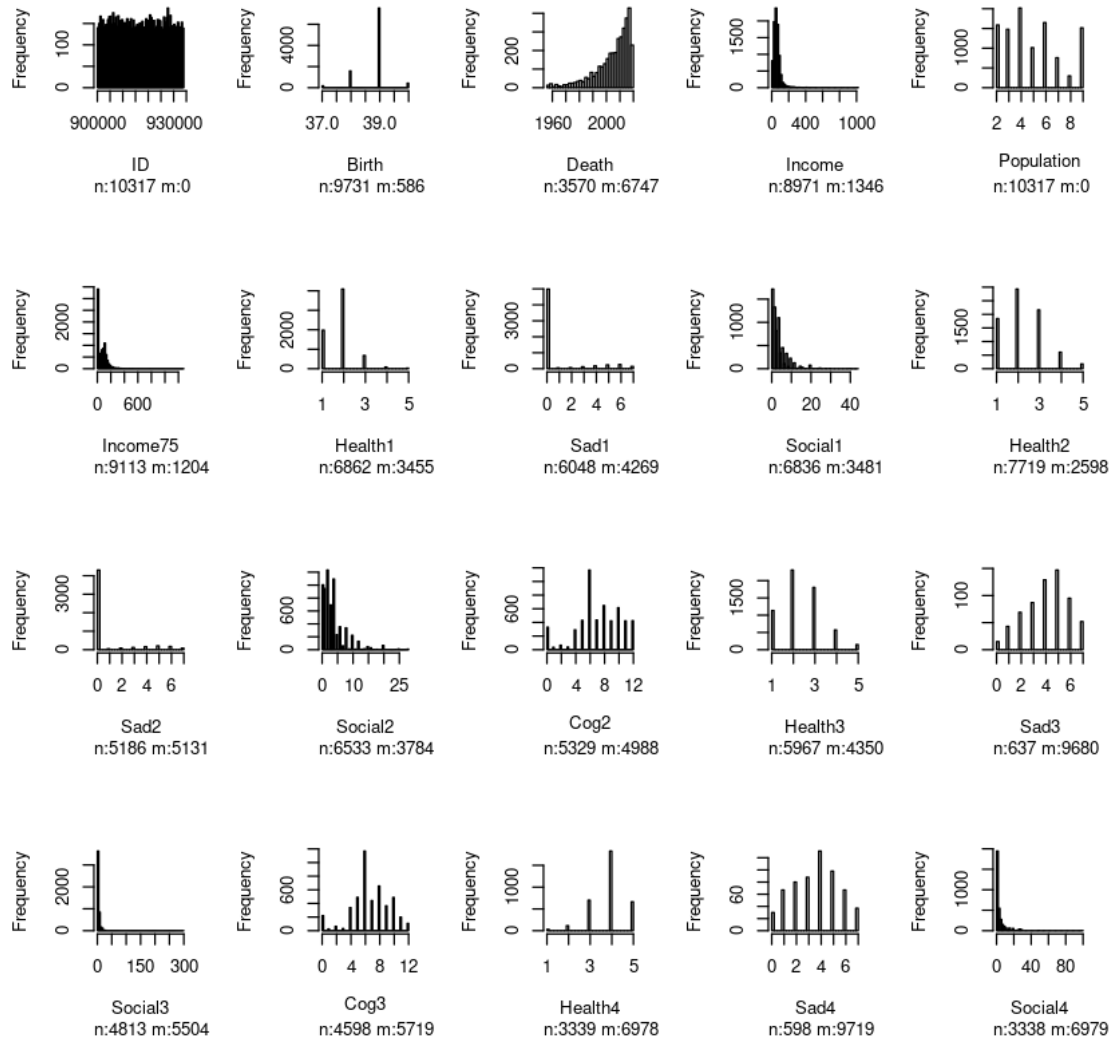 Frequency
0 100
900000 930000
ID
n:10317 m:0
Frequency
0 4000
37.0 39.0
Birth
n:9731 m:586
Frequency
0 200
1960 2000
Death
n:3570 m:6747
Frequency
0 1500
0 400 1000
Income
n:8971 m:1346
Frequency
0 1000
2 4 6 8
Population
n:10317 m:0
Frequency
0 2000
0 600
Income75
n:9113 m:1204
Frequency
0 2000
1 3 5
Health1
n:6862 m:3455
Frequency
0 3000
0 2 4 6
Sad1
n:6048 m:4269
Frequency
0 1000
0 20 40
Social1
n:6836 m:3481
Frequency
0 1500
1 3 5
Health2
n:7719 m:2598
Frequency
0 3000
0 2 4 6
Sad2
n:5186 m:5131
Frequency
0 600
0 10 25
Social2
n:6533 m:3784
Frequency
0 600
0 4 8 12
Cog2
n:5329 m:4988
Frequency
0 1500
1 3 5
Health3
n:5967 m:4350
Frequency
0 100
0 2 4 6
Sad3
n:637 m:9680
Frequency
0 2000
0 150 300
Social3
n:4813 m:5504
Frequency
0 600
0 4 8 12
Cog3
n:4598 m:5719
Frequency
0 1000
1 3 5
Health4
n:3339 m:6978
Frequency
0 60
0 2 4 6
Sad4
n:598 m:9719
Frequency
0 1000
0 40 80
Social4
n:3338 m:6979